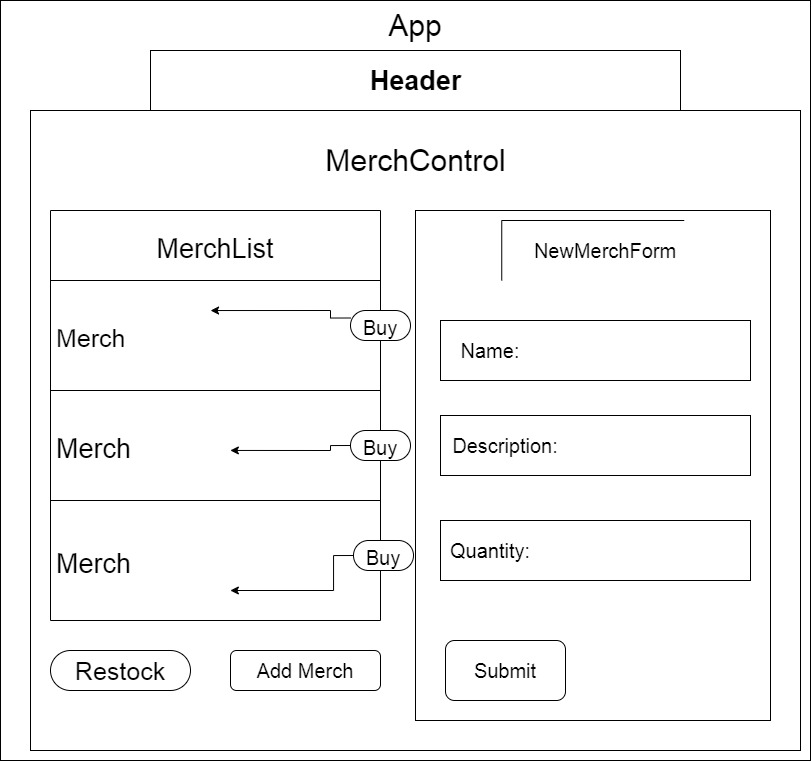 App
Header
MerchControl
MerchList
Merch
Buy
Merch
Buy
Merch
Buy
Restock
Add Merch
NewMerchForm
Name:
Description:
Quantity:
Submit